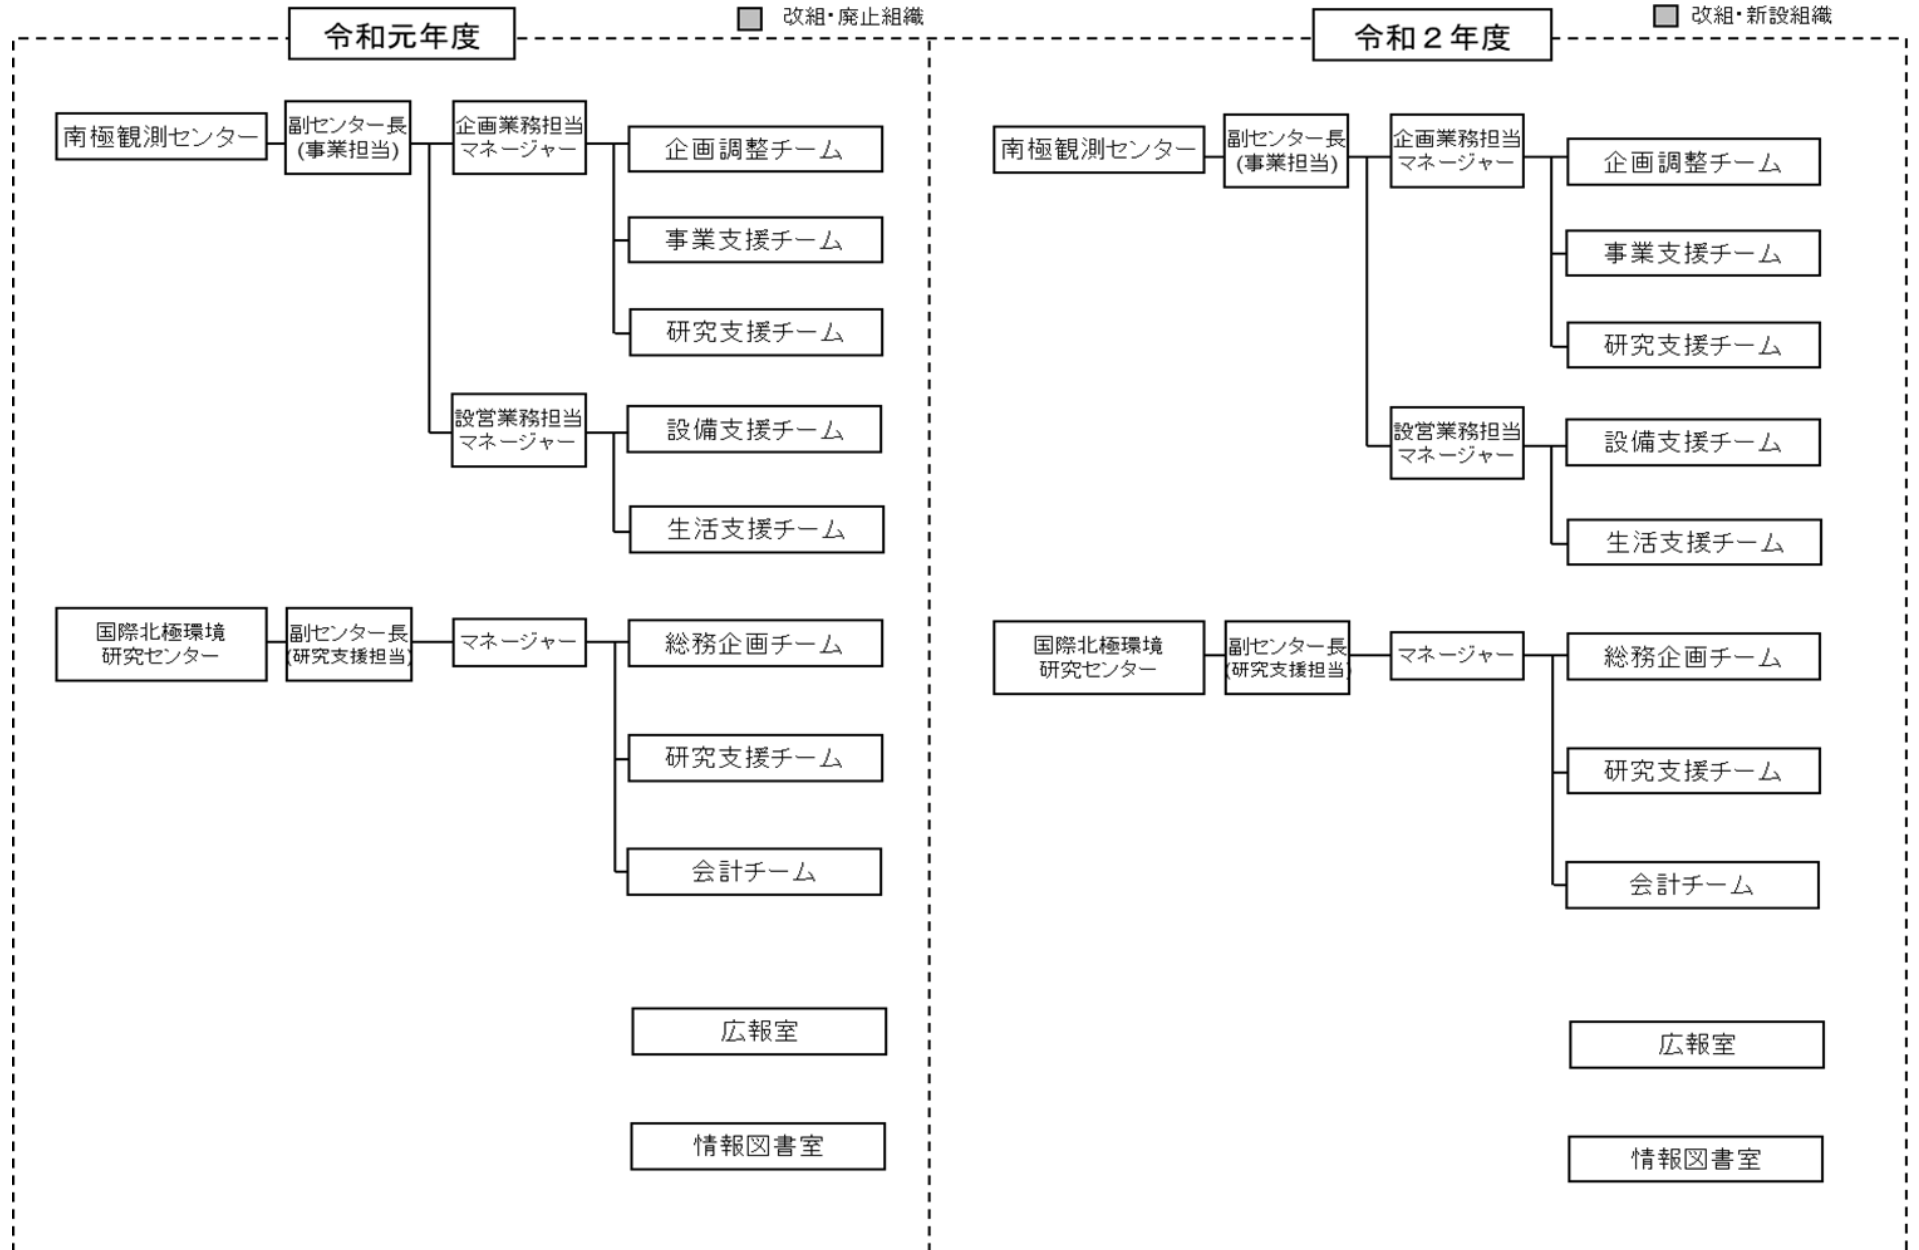 令和元年度
改組・廃止組織
南極観測センター
副センター長
(事業担当)
企画業務担当
マネージャー
企画調整チーム
事業支援チーム
研究支援チーム
設営業務担当
マネージャー
設備支援チーム
生活支援チーム
国際北極環境
研究センター
副センター長
(研究支援担当)
マネージャー
総務企画チーム
研究支援チーム
会計チーム
広報室
情報図書室
令和２年度
改組・新設組織
南極観測センター
副センター長
(事業担当)
企画業務担当
マネージャー
企画調整チーム
事業支援チーム
研究支援チーム
設営業務担当
マネージャー
設備支援チーム
生活支援チーム
国際北極環境
研究センター
副センター長
(研究支援担当)
マネージャー
総務企画チーム
研究支援チーム
会計チーム
広報室
情報図書室